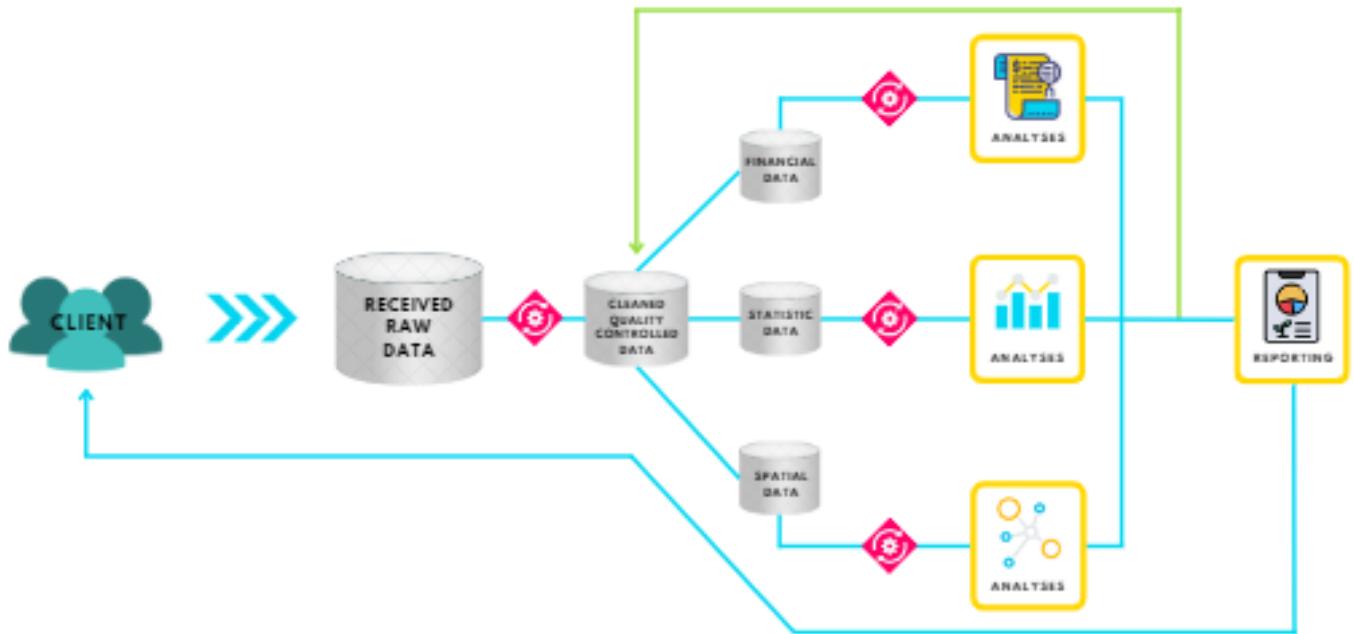 CLIENT
RECEIVED
RAW
DATA
CLEANED
QUALITY
CONTROLLED
DATA
FINANCIAL
DATA
STATISTIC
DATA
SPATIAL
DATA
ANALYSES
ANALYSES
ANALYSES
REPORTING